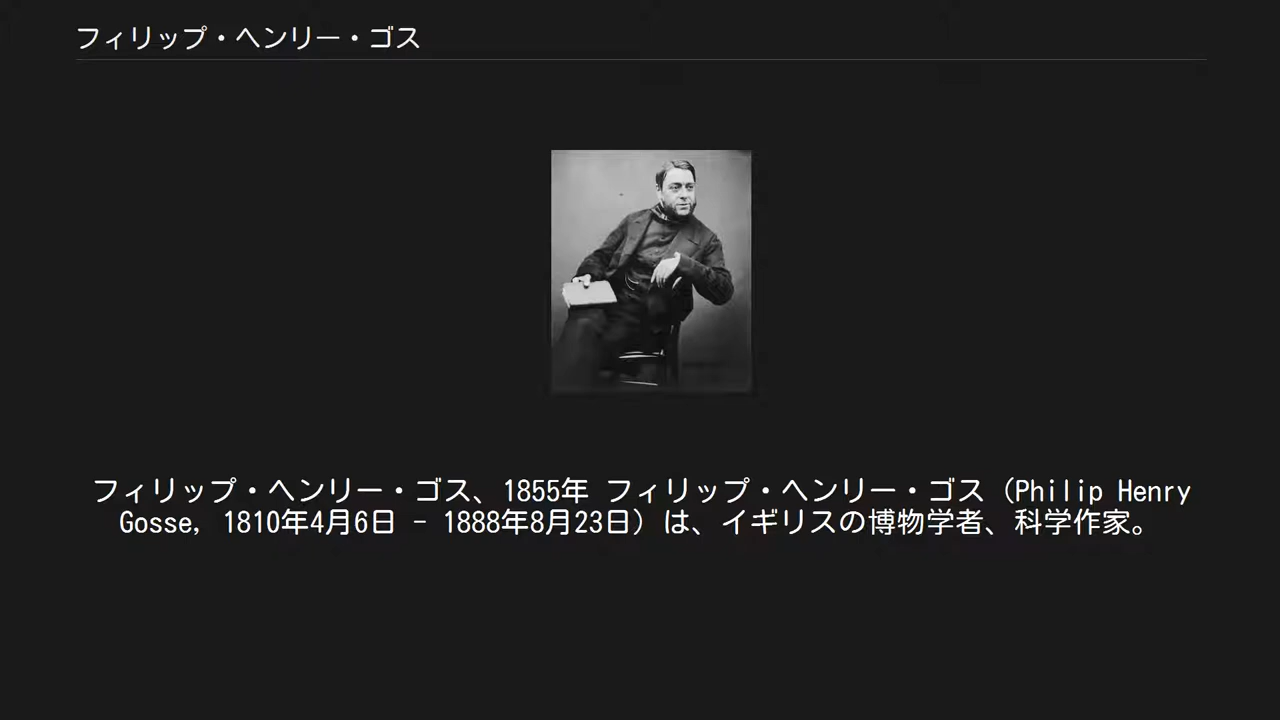 フィリップ・ヘンリー・ゴス
フィリップ・ヘンリー・ゴス、1855年 フィリップ・ヘンリー・ゴス（Philip Henry
Gosse, 1810年4月6日 - 1888年8月23日）は、イギリスの博物学者、科学作家。